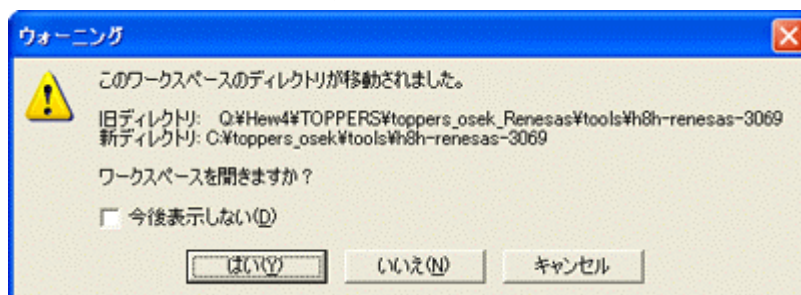 ウォーニング
このワークスペースのディレクトリが移動されました。
旧ディレクトリ: Q:¥Hew4¥TOPPERS¥toppers_osek_Renesas¥tools¥h8h-renesas-3069
新ディレクトリ: C:¥toppers_osek¥tools¥h8h-renesas-3069
ワークスペースを開きますか？
今後表示しない(D)
はい(Y) いいえ(N) キャンセル